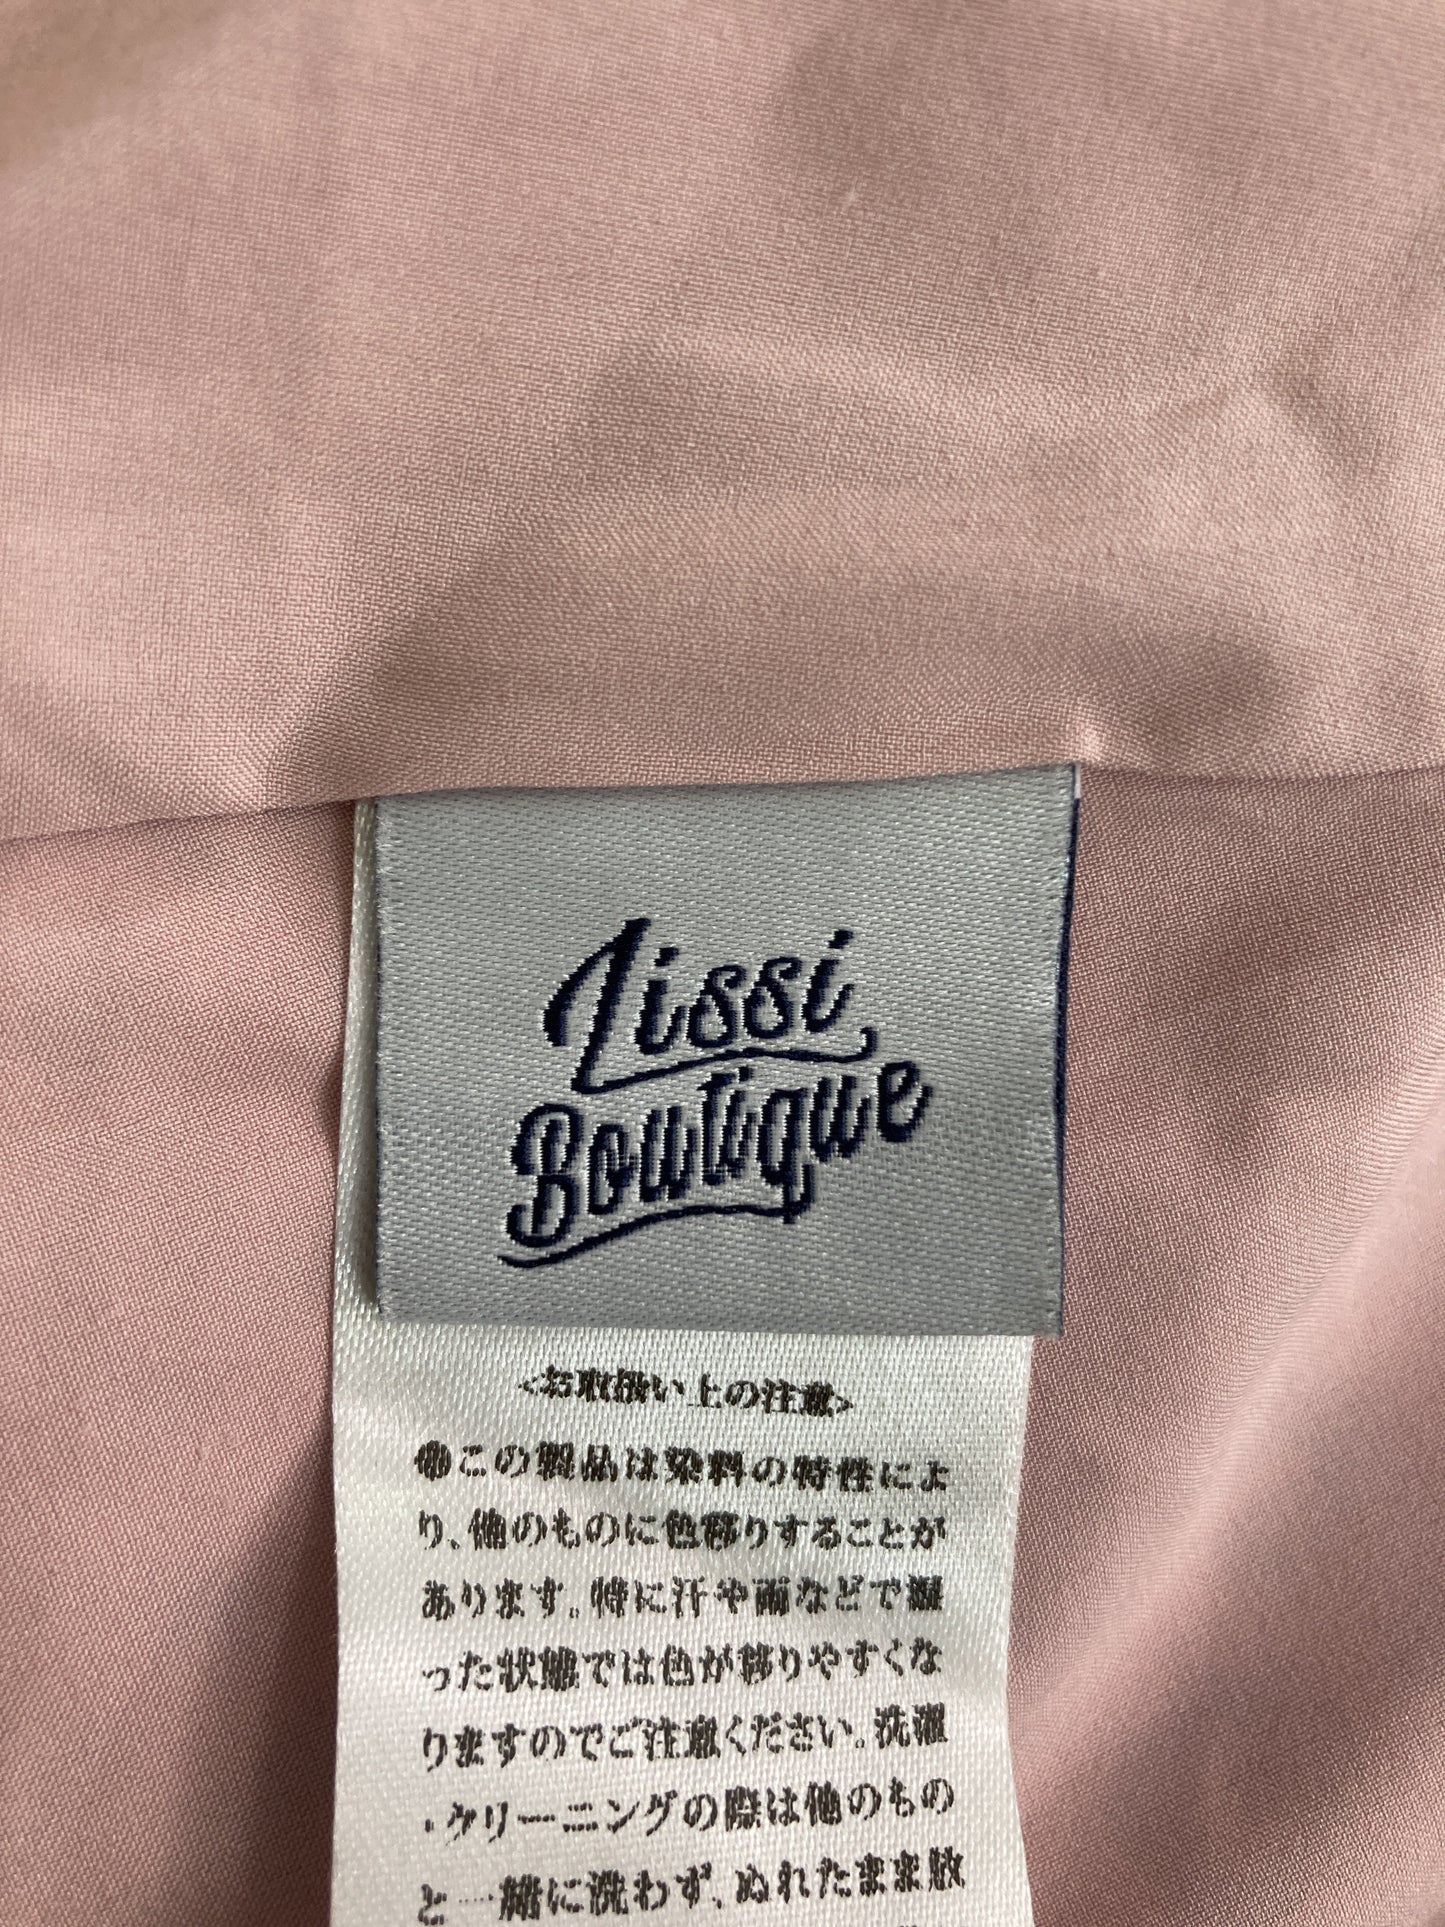 Lissi
Boutique
<お取扱い上の注意>
●この製品は染料の特性によ
り、他のものに色移りすることが
あります。特に汗や雨などで湿
った状態では色が移りやすくな
りますのでご注意ください。洗濯
・クリーニングの際は他のもの
と一緒に洗わず、ぬれたまま放